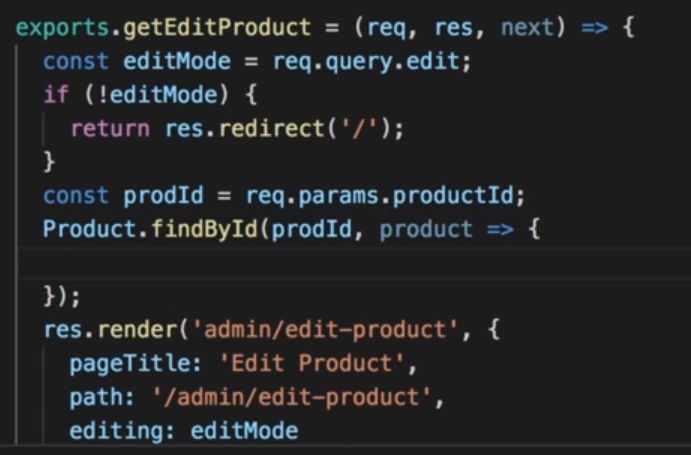 exports.getEditProduct = (req, res, next) => {
  const editMode = req.query.edit;
  if (!editMode) {
    return res.redirect('/');
  }
  const prodId = req.params.productId;
  Product.findById(prodId, product => {

  });
  res.render('admin/edit-product', {
    pageTitle: 'Edit Product',
    path: '/admin/edit-product',
    editing: editMode